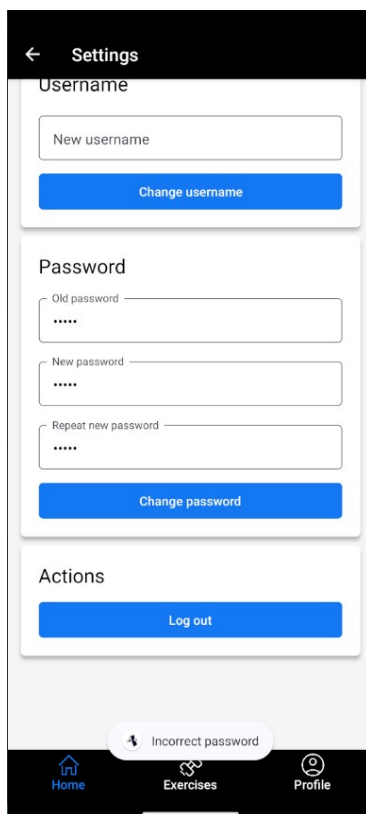 Settings
Username
New username
Change username
Password
Old password
•••••
New password
•••••
Repeat new password
•••••
Change password
Actions
Log out
Incorrect password
Home
Exercises
Profile